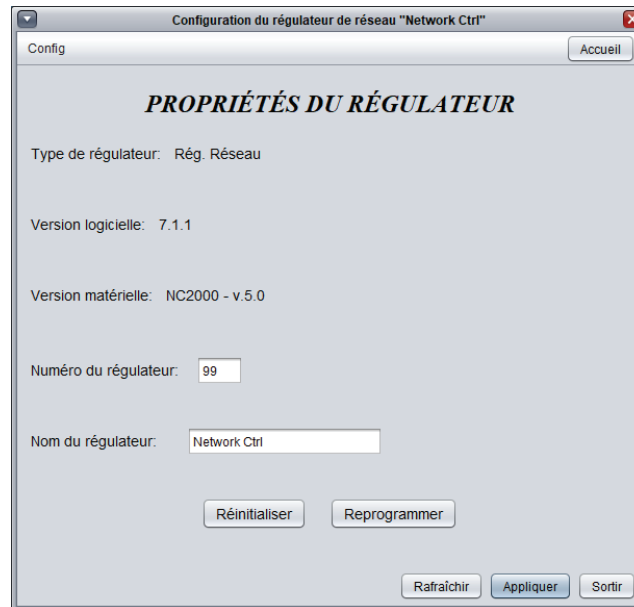 Configuration du régulateur de réseau "Network Ctrl"
Config
Accueil
PROPRIÉTÉS DU RÉGULATEUR
Type de régulateur: Rég. Réseau
Version logicielle: 7.1.1
Version matérielle: NC2000 - v.5.0
Numéro du régulateur: 99
Nom du régulateur: Network Ctrl
Réinitialiser Reprogrammer
Rafraîchir Appliquer Sortir